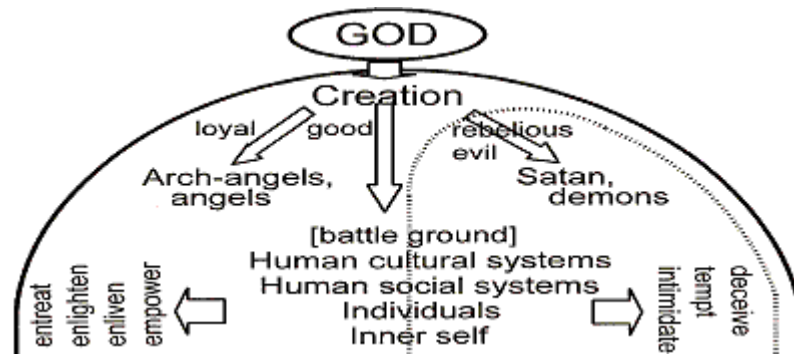 GOD
Creation
loyal good rebelious
evil
Arch-angels,
angels
Satan,
demons
[battle ground]
Human cultural systems
Human social systems
Individuals
Inner self
entreat
enlighten
enliven
empower
intimidate
tempt
deceive